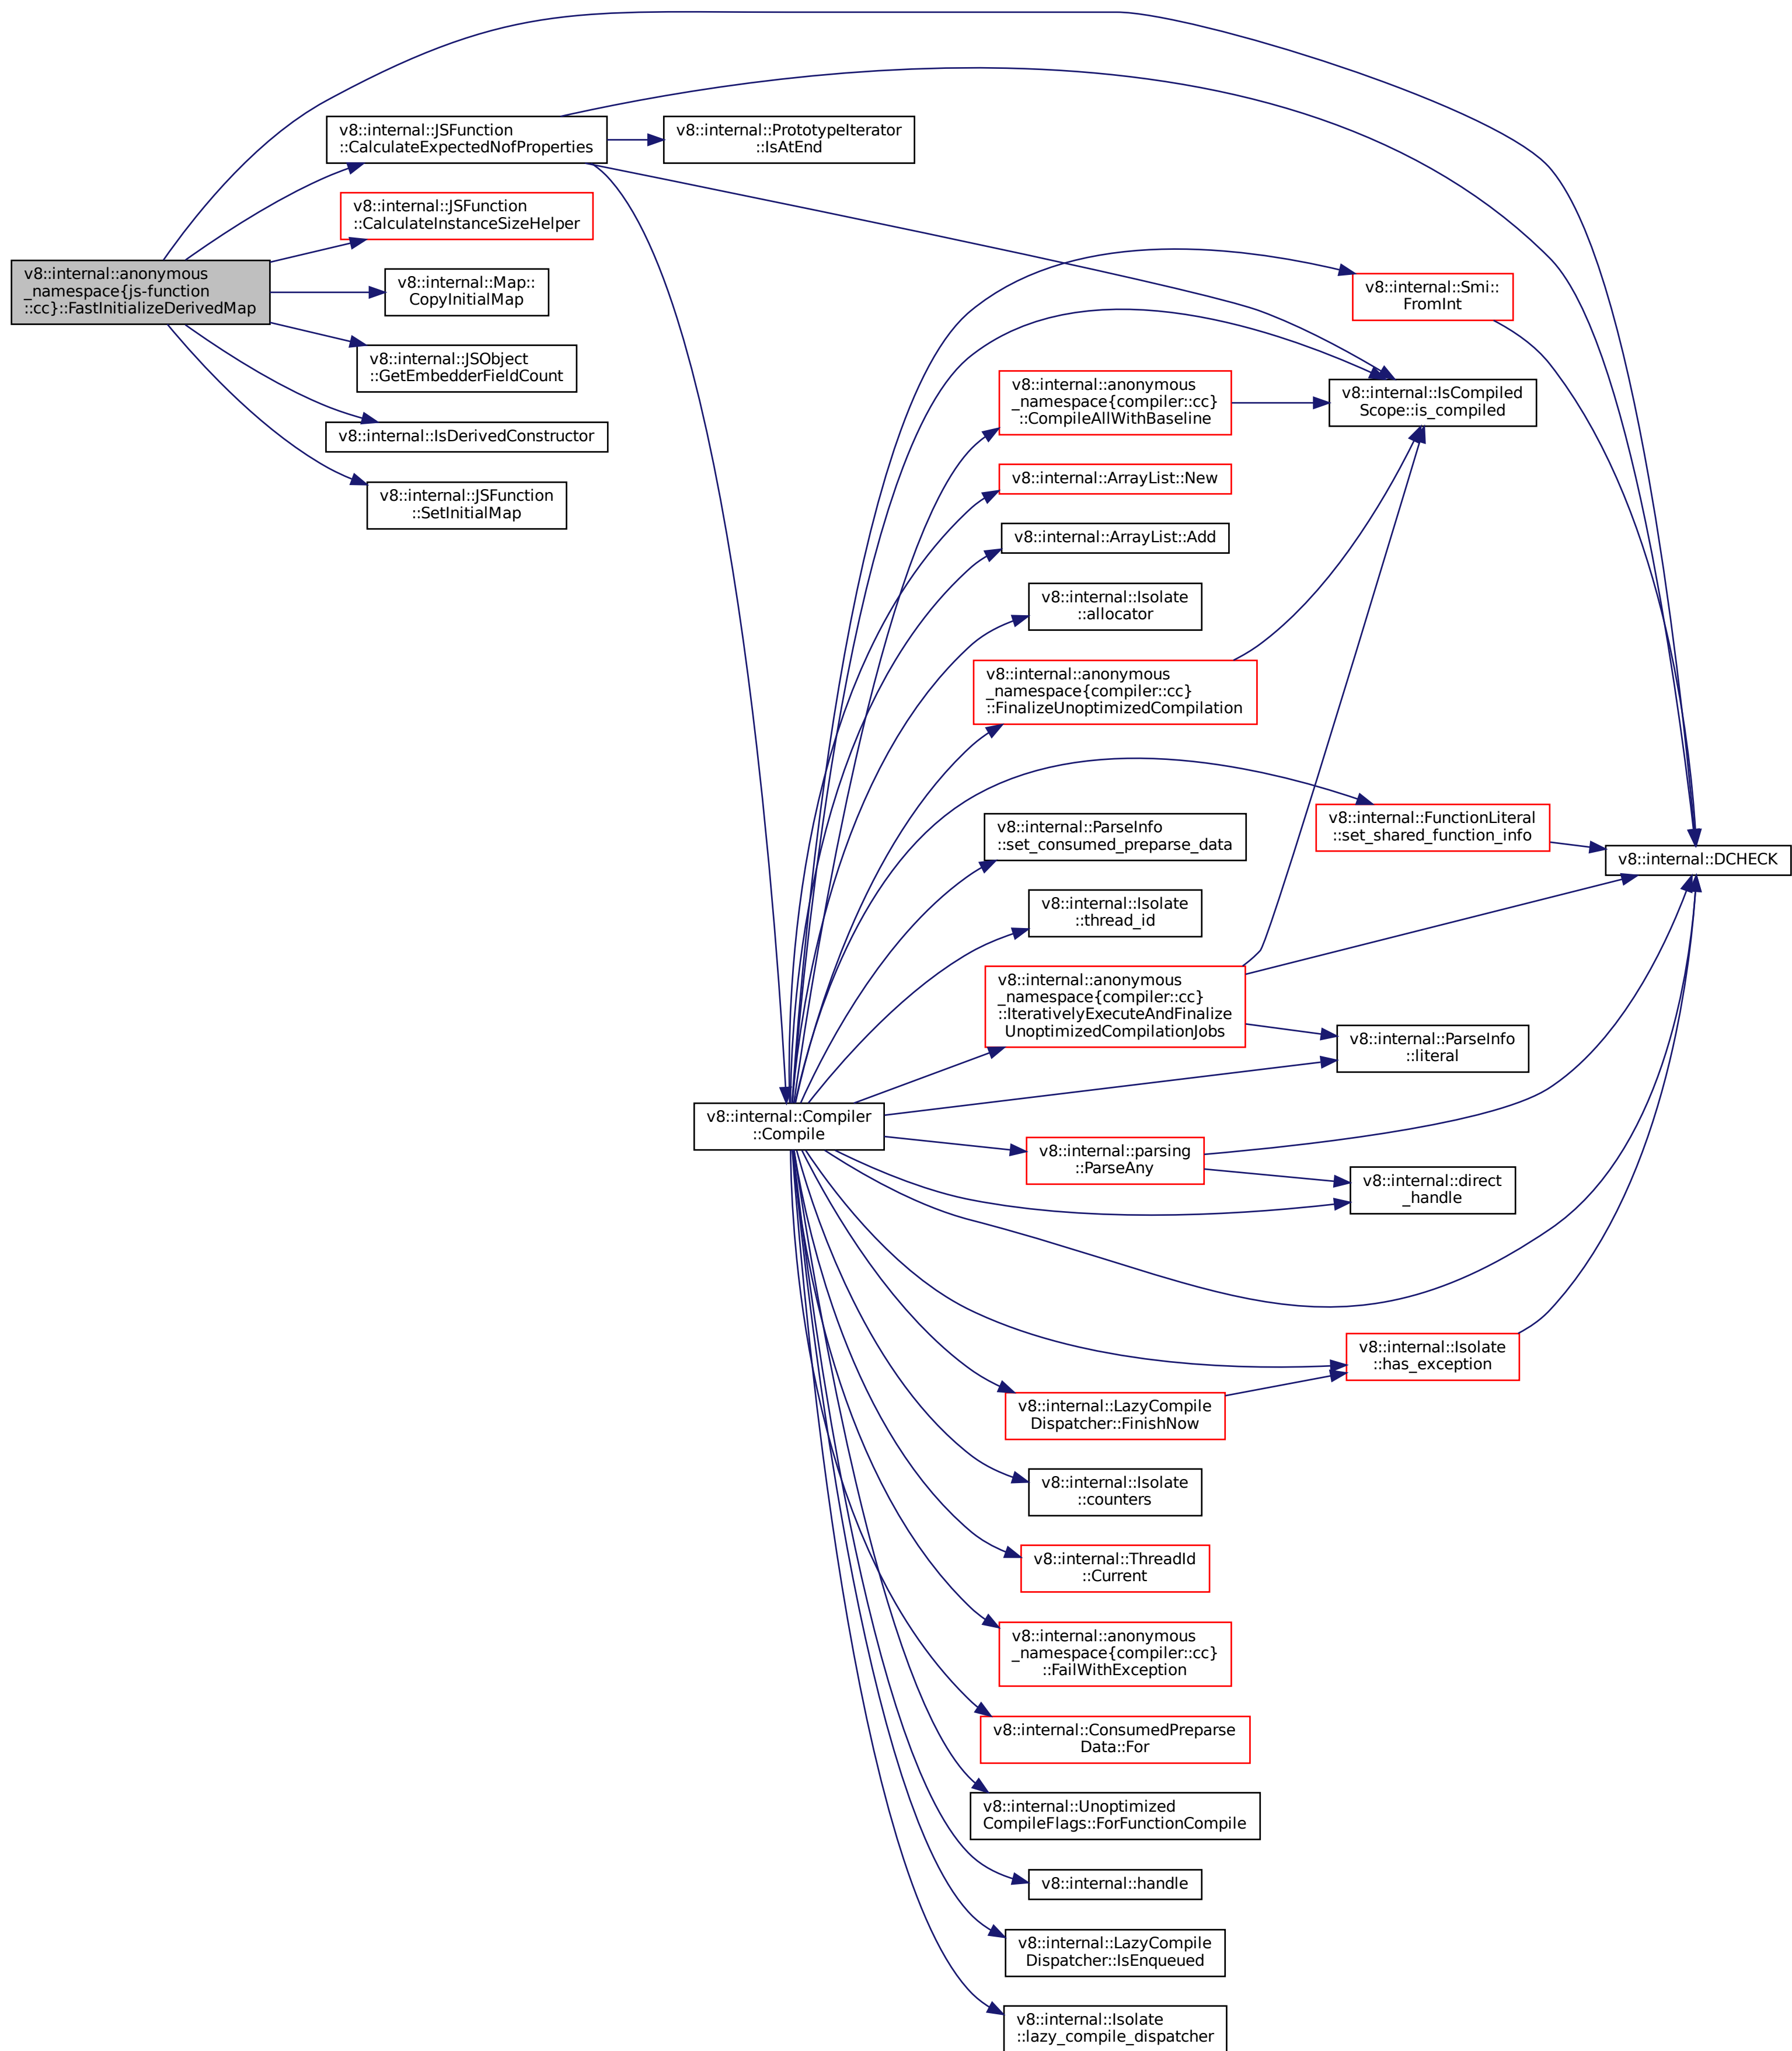 v8::internal::anonymous
_namespace{js-function
::cc}::FastInitializeDerivedMap
v8::internal::JSFunction
::CalculateExpectedNofProperties
v8::internal::PrototypeIterator
::IsAtEnd
v8::internal::JSFunction
::CalculateInstanceSizeHelper
v8::internal::Map::
CopyInitialMap
v8::internal::JSObject
::GetEmbedderFieldCount
v8::internal::IsDerivedConstructor
v8::internal::JSFunction
::SetInitialMap
v8::internal::Smi::
FromInt
v8::internal::anonymous
_namespace{compiler::cc}
::CompileAllWithBaseline
v8::internal::IsCompiled
Scope::is_compiled
v8::internal::ArrayList::New
v8::internal::ArrayList::Add
v8::internal::Isolate
::allocator
v8::internal::anonymous
_namespace{compiler::cc}
::FinalizeUnoptimizedCompilation
v8::internal::ParseInfo
::set_consumed_preparse_data
v8::internal::FunctionLiteral
::set_shared_function_info
v8::internal::DCHECK
v8::internal::Isolate
::thread_id
v8::internal::anonymous
_namespace{compiler::cc}
::IterativelyExecuteAndFinalize
UnoptimizedCompilationJobs
v8::internal::ParseInfo
::literal
v8::internal::Compiler
::Compile
v8::internal::parsing
::ParseAny
v8::internal::direct
_handle
v8::internal::Isolate
::has_exception
v8::internal::LazyCompile
Dispatcher::FinishNow
v8::internal::Isolate
::counters
v8::internal::ThreadId
::Current
v8::internal::anonymous
_namespace{compiler::cc}
::FailWithException
v8::internal::ConsumedPreparse
Data::For
v8::internal::Unoptimized
CompileFlags::ForFunctionCompile
v8::internal::handle
v8::internal::LazyCompile
Dispatcher::IsEnqueued
v8::internal::Isolate
::lazy_compile_dispatcher